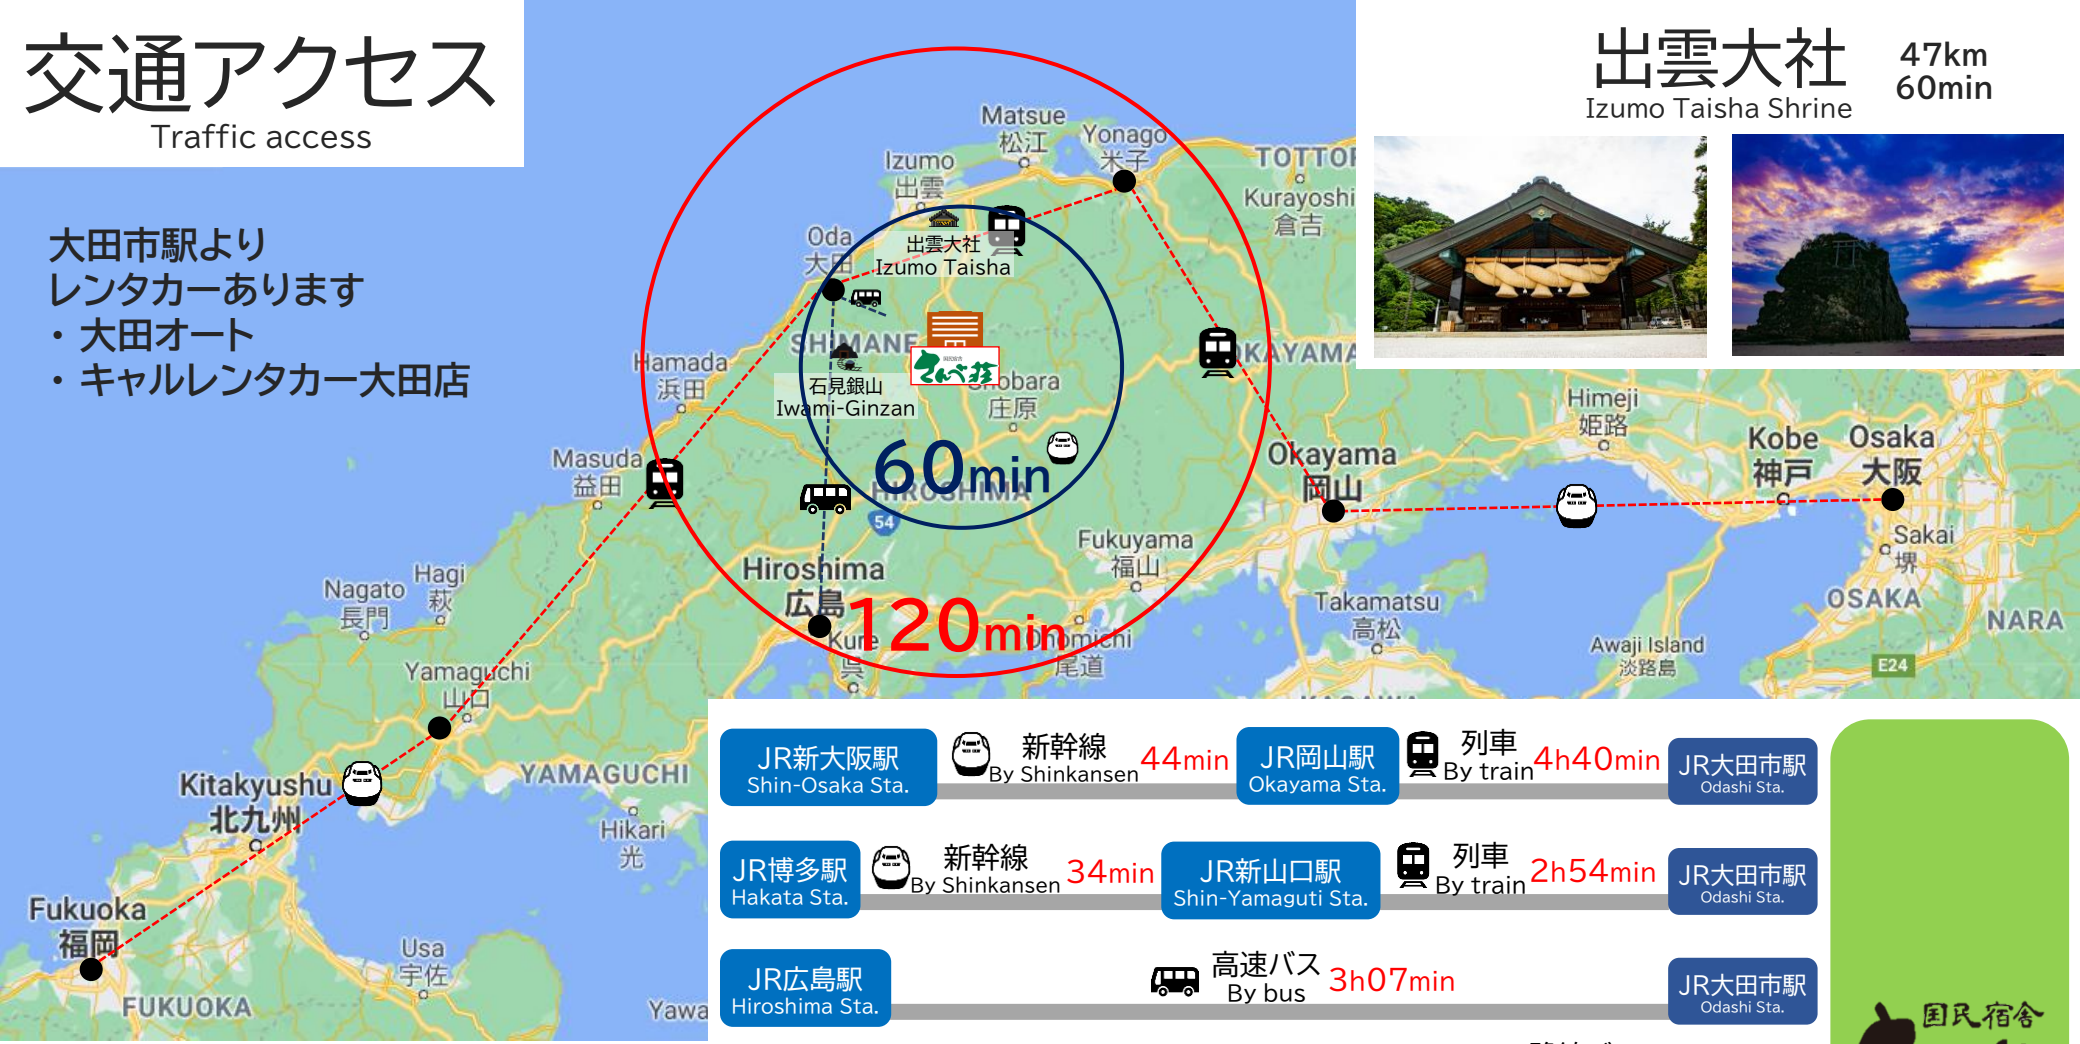 交通アクセス
Traffic access
大田市駅より
レンタカーあります
・大田オート
・キャルレンタカー大田店
出雲大社
Izumo Taisha Shrine
47km
60min
Matsue
松江
Yonago
米子
Izumo
出雲
Kurayoshi
倉吉
Oda
大田
出雲大社
Izumo Taisha
SHIMANE
Hamada
浜田
石見銀山
Iwami-Ginzan
さんべ荘
庄原
60min
HIROSHIMA
54
Masuda
益田
Okayama
岡山
Himeji
姫路
Kobe
神戸
Osaka
大阪
Sakai
堺
OSAKA
NARA
Awaji Island
淡路島
E24
Takamatsu
高松
Fukuyama
福山
Hiroshima
広島
120min
Kure
呉
Onomichi
尾道
Nagato
長門
Hagi
萩
Yamaguchi
山口
YAMAGUCHI
Kitakyushu
北九州
Hikari
光
Fukuoka
福岡
FUKUOKA
Usa
宇佐
Yawa
JR新大阪駅
Shin-Osaka Sta.
新幹線
By Shinkansen
44min
JR岡山駅
Okayama Sta.
列車
By train
4h40min
JR大田市駅
Odashi Sta.
JR博多駅
Hakata Sta.
新幹線
By Shinkansen
34min
JR新山口駅
Shin-Yamaguti Sta.
列車
By train
2h54min
JR大田市駅
Odashi Sta.
JR広島駅
Hiroshima Sta.
高速バス
By bus
3h07min
JR大田市駅
Odashi Sta.
国民宿舎